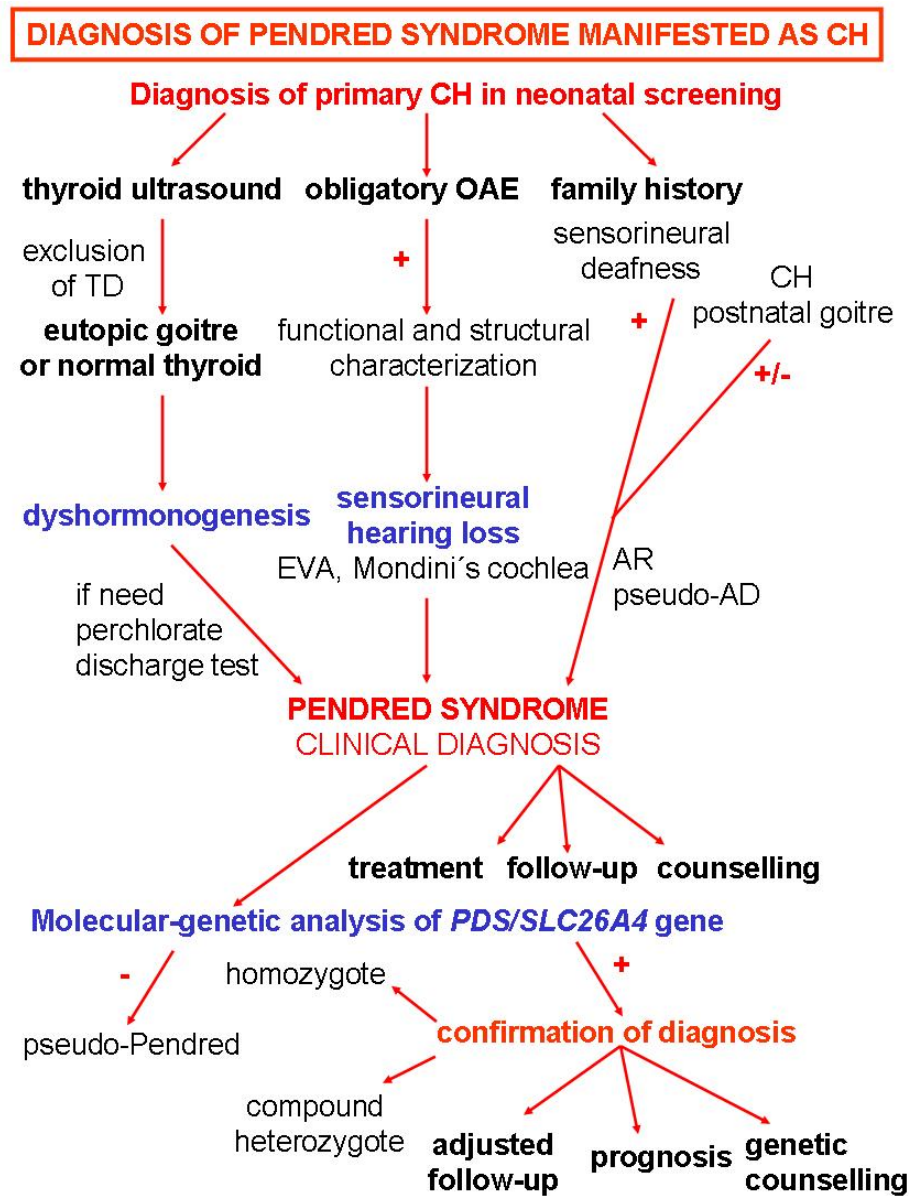 DIAGNOSIS OF PENDRED SYNDROME MANIFESTED AS CH
Diagnosis of primary CH in neonatal screening
thyroid ultrasound
obligatory OAE
family history
exclusion
of TD
+
sensorineural
deafness
CH
postnatal goitre
+
+/-
eutopic goitre
or normal thyroid
functional and structural
characterization
dyshormonogenesis
sensorineural
hearing loss
EVA, Mondini´s cochlea
AR
pseudo-AD
if need
perchlorate
discharge test
PENDRED SYNDROME
CLINICAL DIAGNOSIS
treatment
follow-up
counselling
Molecular-genetic analysis of PDS/SLC26A4 gene
-
+
homozygote
pseudo-Pendred
confirmation of diagnosis
compound
heterozygote
adjusted
follow-up
prognosis
genetic
counselling